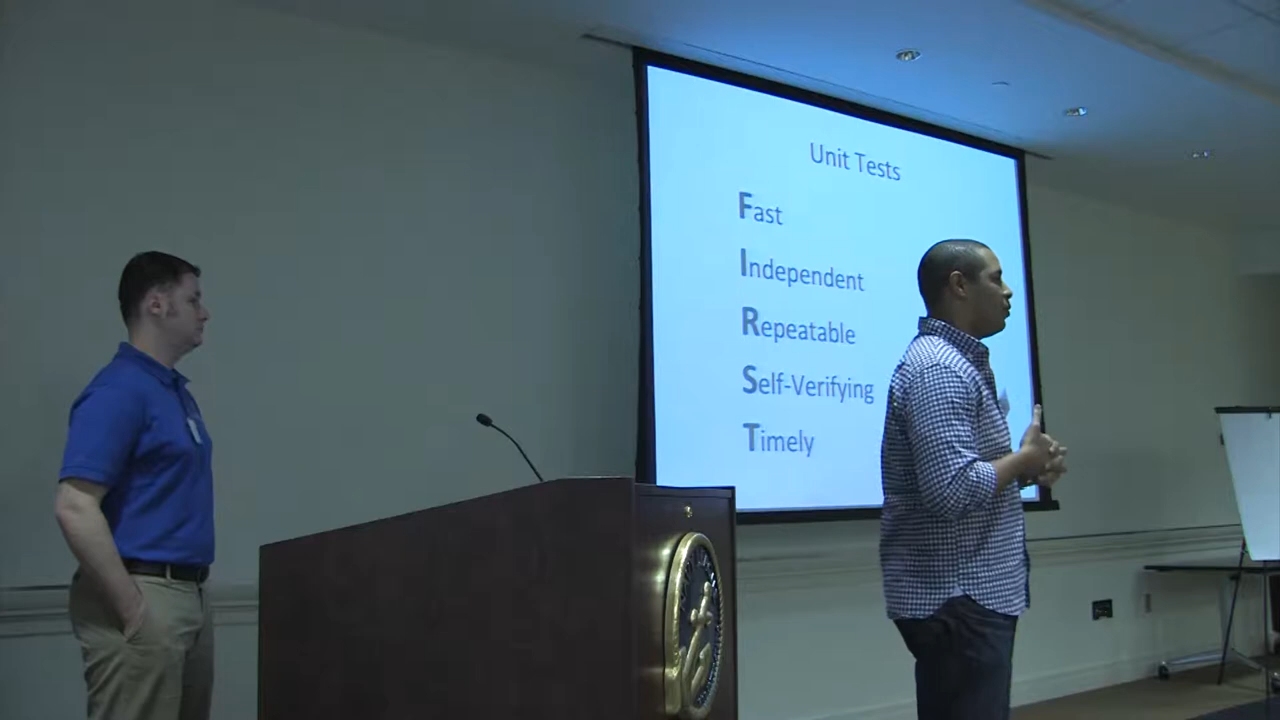 Unit Tests
Fast
Independent
Repeatable
Self-Verifying
Timely